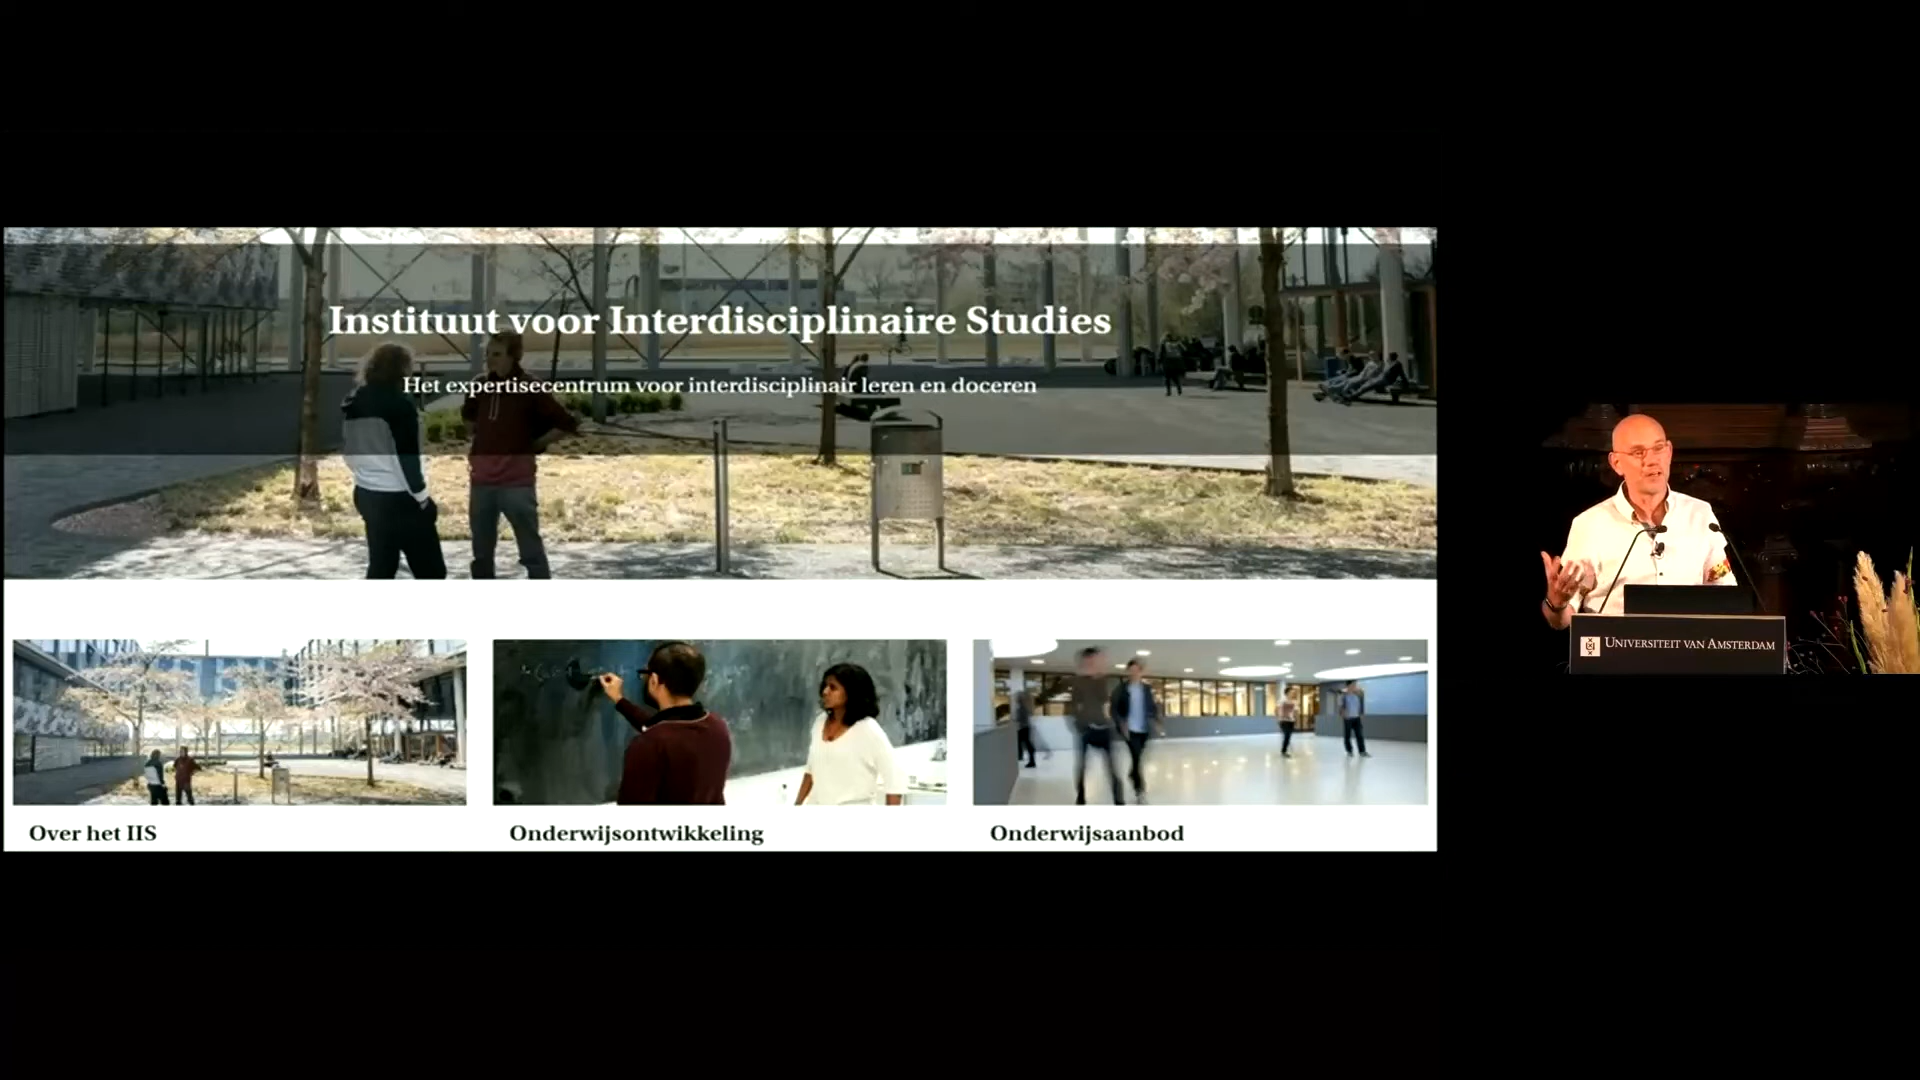 Instituut voor Interdisciplinaire Studies
Het expertisecentrum voor interdisciplinair leren en doceren
Over het IIS
Onderwijsontwikkeling
Onderwijsaanbod
UNIVERSITEIT VAN AMSTERDAM